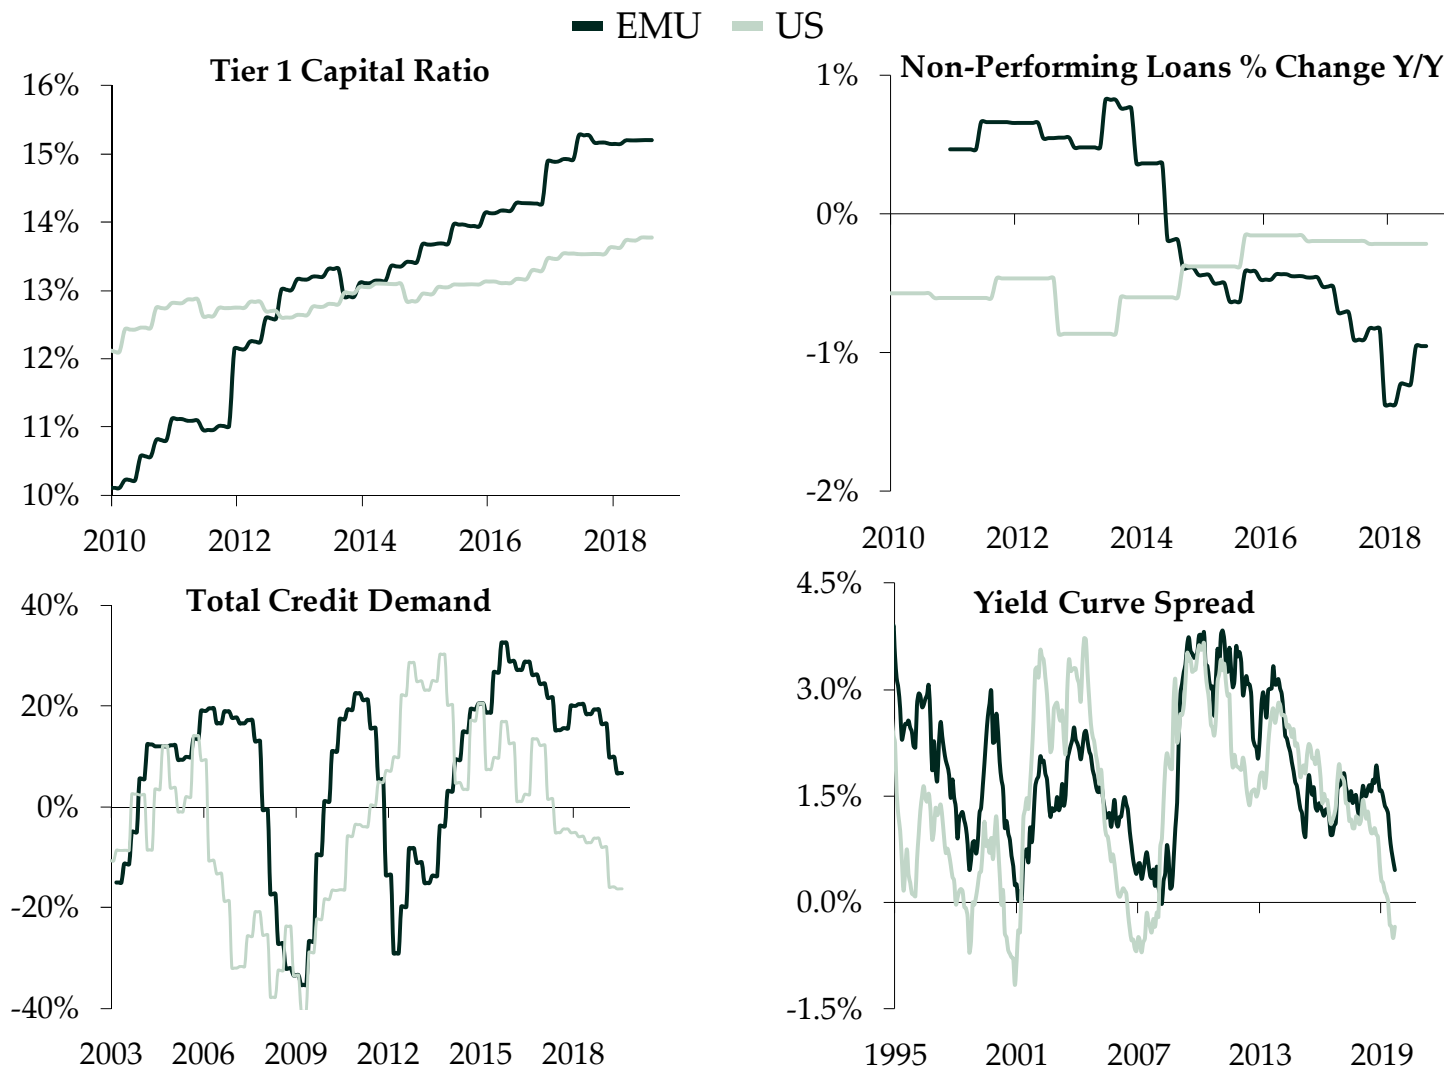 EMU US
Tier 1 Capital Ratio
16%
15%
14%
13%
12%
11%
10%
2010 2012 2014 2016 2018
Non-Performing Loans % Change Y/Y
1%
0%
-1%
-2%
2010 2012 2014 2016 2018
Total Credit Demand
40%
20%
0%
-20%
-40%
2003 2006 2009 2012 2015 2018
Yield Curve Spread
4.5%
3.0%
1.5%
0.0%
-1.5%
1995 2001 2007 2013 2019